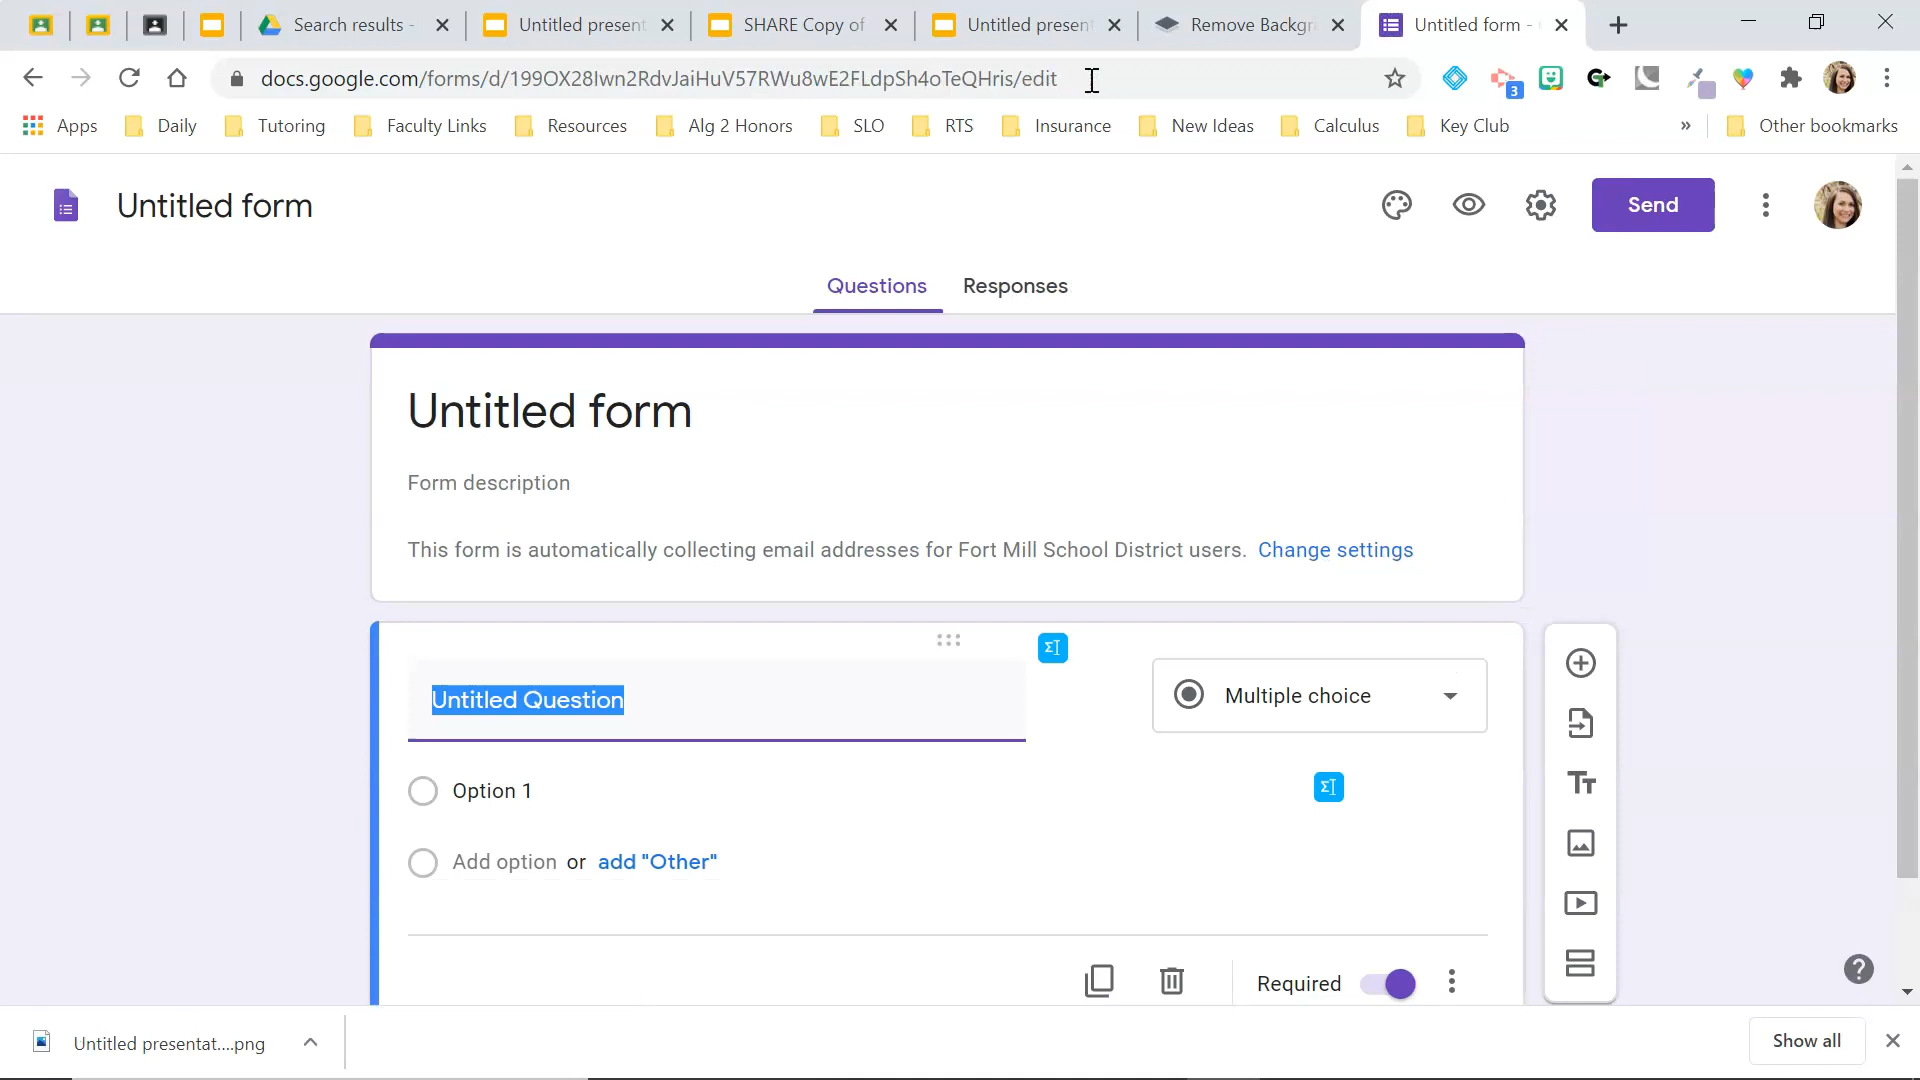 Search results -
Untitled present
SHARE Copy of
Untitled presen
Remove Backgr
Untitled form -
docs.google.com/forms/d/199OX28Iwn2RdvJaiHuV57RWu8wE2FLdpSh4oTeQHris/edit
3
Apps
Daily
Tutoring
Faculty Links
Resources
Alg 2 Honors
SLO
RTS
Insurance
New Ideas
Calculus
Key Club
»
Other bookmarks
Untitled form
Send
Questions
Responses
Untitled form
Form description
This form is automatically collecting email addresses for Fort Mill School District users. Change settings
Untitled Question
Multiple choice
Option 1
Add option or add "Other"
Required
Untitled presentat....png
Show all